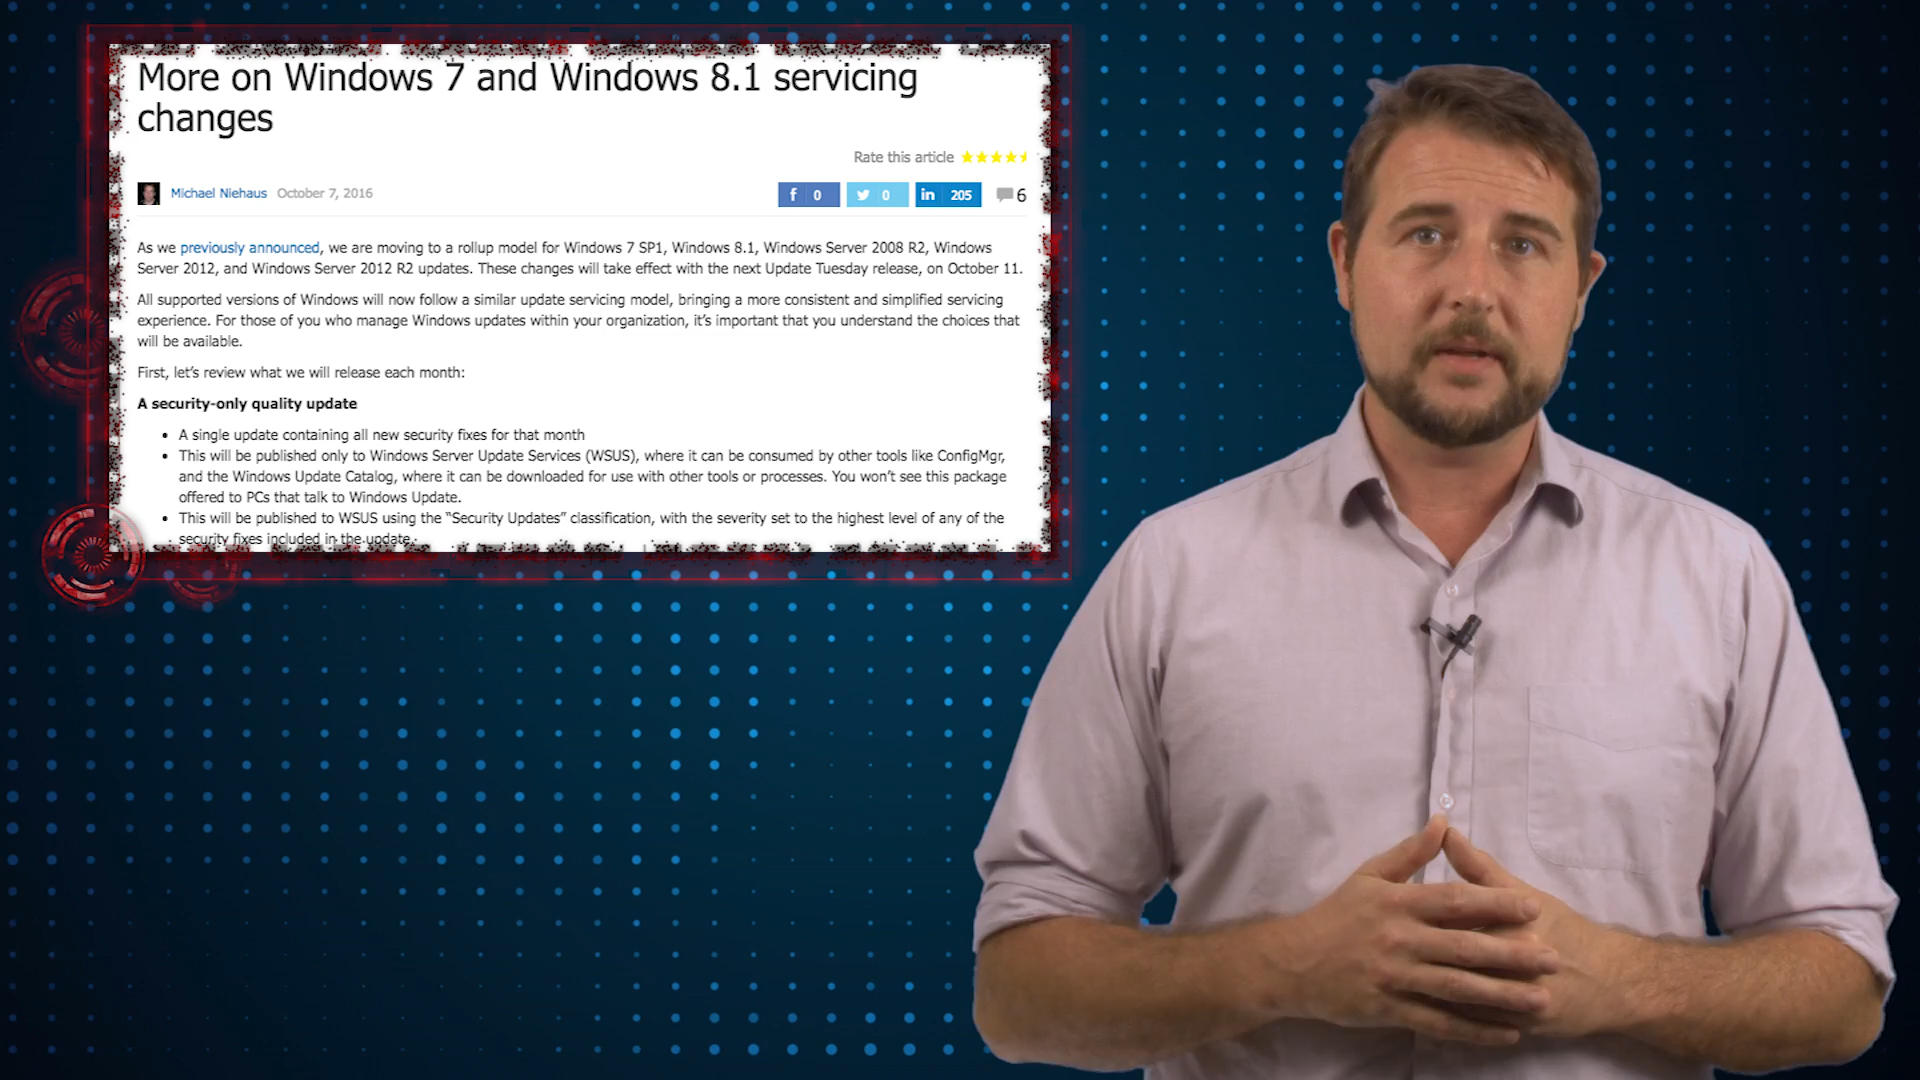 More on Windows 7 and Windows 8.1 servicing
changes
Rate this article
Michael Niehaus October 7, 2016
f 0 0 in 205 6
As we previously announced, we are moving to a rollup model for Windows 7 SP1, Windows 8.1, Windows Server 2008 R2, Windows
Server 2012, and Windows Server 2012 R2 updates. These changes will take effect with the next Update Tuesday release, on October 11.
All supported versions of Windows will now follow a similar update servicing model, bringing a more consistent and simplified servicing
experience. For those of you who manage Windows updates within your organization, it’s important that you understand the choices that
will be available.
First, let’s review what we will release each month:
A security-only quality update
• A single update containing all new security fixes for that month
• This will be published only to Windows Server Update Services (WSUS), where it can be consumed by other tools like ConfigMgr,
and the Windows Update Catalog, where it can be downloaded for use with other tools or processes. You won’t see this package
offered to PCs that talk to Windows Update.
• This will be published to WSUS using the “Security Updates” classification, with the severity set to the highest level of any of the
security fixes included in the update.